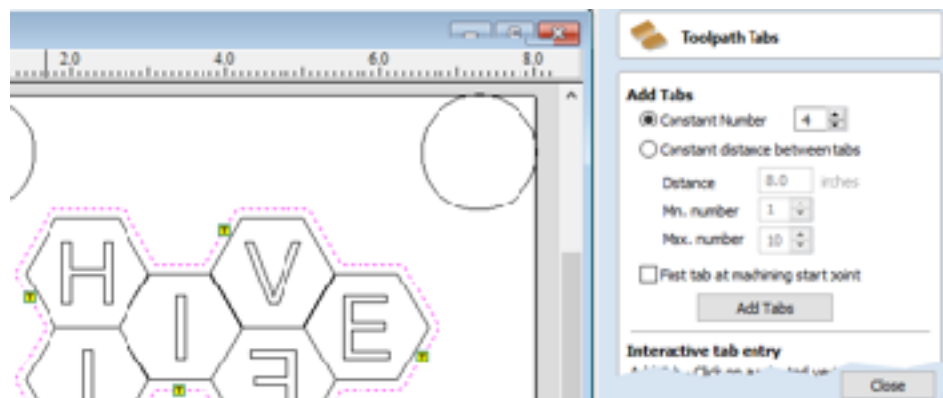 2.0 4.0 6.0 8.0
Toolpath Tabs
Add Tabs
Constant Number 4
Constant distance between tabs
Distance 8.0 inches
Min. number 1
Max. number 10
First tab at machining start point
Add Tabs
Interactive tab entry
Click on a
Close
H V
I E
T
T
T
T